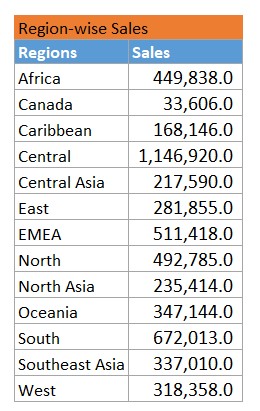 Region-wise Sales
Regions Sales
Africa 449,838.0
Canada 33,606.0
Caribbean 168,146.0
Central 1,146,920.0
Central Asia 217,590.0
East 281,855.0
EMEA 511,418.0
North 492,785.0
North Asia 235,414.0
Oceania 347,144.0
South 672,013.0
Southeast Asia 337,010.0
West 318,358.0